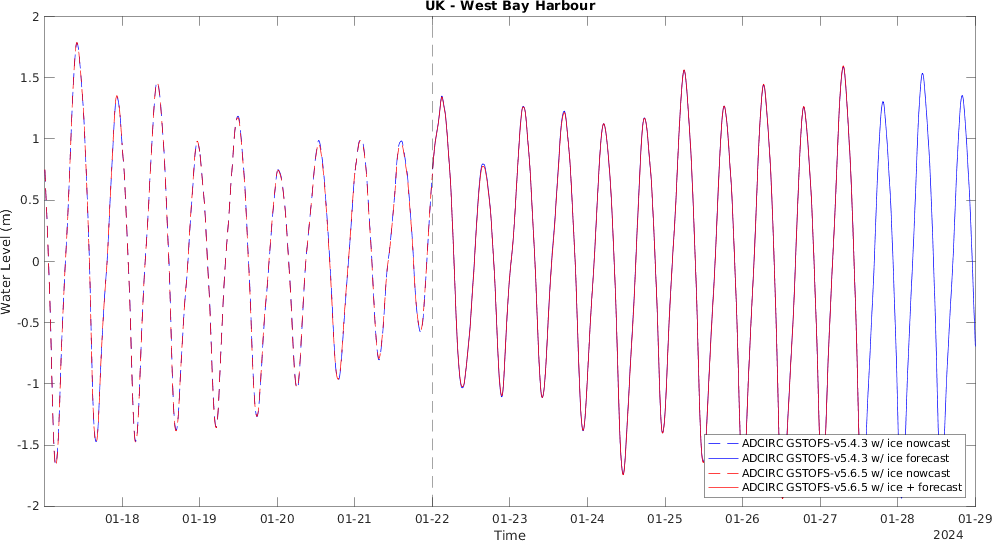 UK - West Bay Harbour
2
1.5
1
0.5
0
-0.5
-1
-1.5
-2
Water Level (m)
ADCIRC GSTOFS-v5.4.3 w/ ice nowcast
ADCIRC GSTOFS-v5.4.3 w/ ice forecast
ADCIRC GSTOFS-v5.6.5 w/ ice nowcast
ADCIRC GSTOFS-v5.6.5 w/ ice + forecast
01-18 01-19 01-20 01-21 01-22 01-23 01-24 01-25 01-26 01-27 01-28 01-29
Time
2024